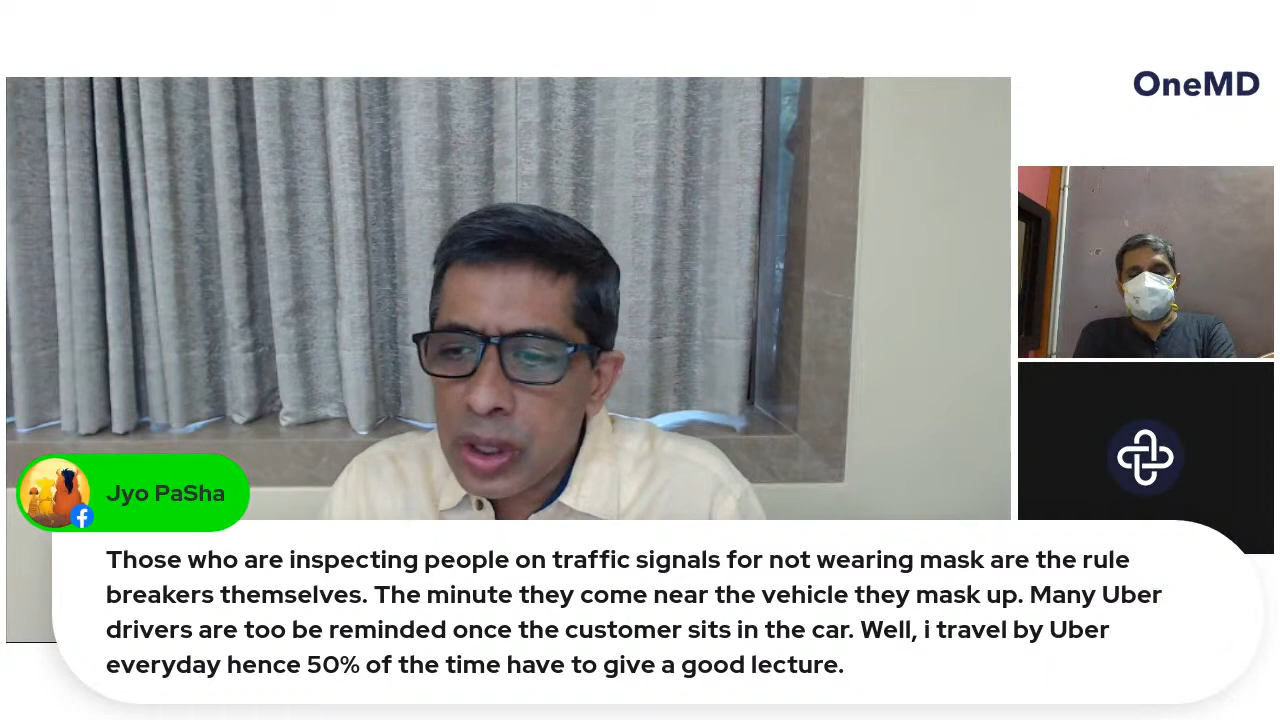 OneMD
Jyo PaSha
Those who are inspecting people on traffic signals for not wearing mask are the rule
breakers themselves. The minute they come near the vehicle they mask up. Many Uber
drivers are too be reminded once the customer sits in the car. Well, i travel by Uber
everyday hence 50% of the time have to give a good lecture.